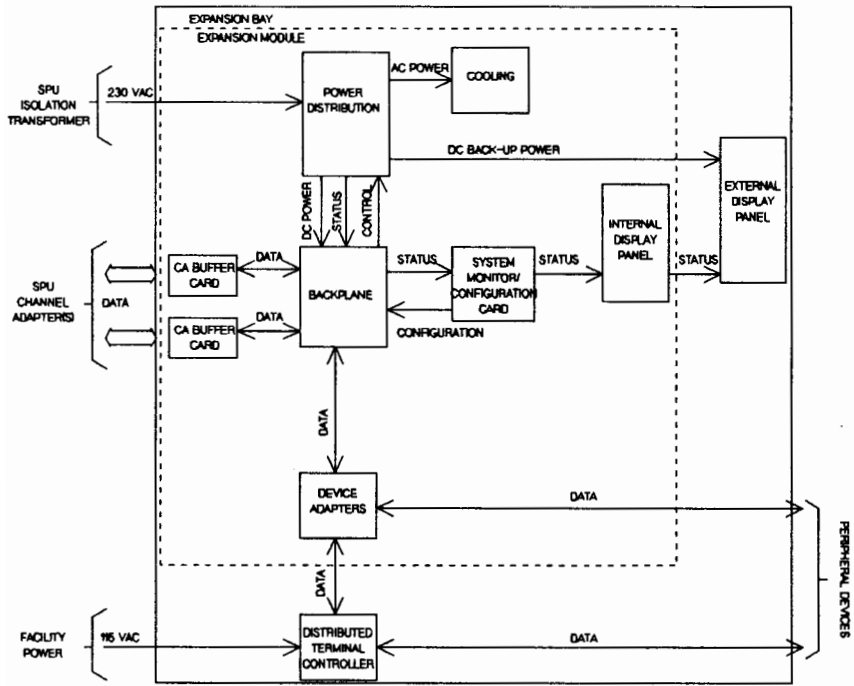 EXPANSION BAY
EXPANSION MODULE
SPU
ISOLATION
TRANSFORMER
230 VAC
POWER
DISTRIBUTION
AC POWER
COOLING
DC BACK-UP POWER
EXTERNAL
DISPLAY
PANEL
DC POWER
STATUS
CONTROL
INTERNAL
DISPLAY
PANEL
STATUS
SPU
CHANNEL
ADAPTER(S)
DATA
CA BUFFER
CARD
DATA
CA BUFFER
CARD
DATA
BACKPLANE
STATUS
CONFIGURATION
SYSTEM
MONITOR/
CONFIGURATION
CARD
STATUS
DATA
DEVICE
ADAPTERS
DATA
PERIPHERAL DEVICES
DATA
FACILITY
POWER
115 VAC
DISTRIBUTED
TERMINAL
CONTROLLER
DATA